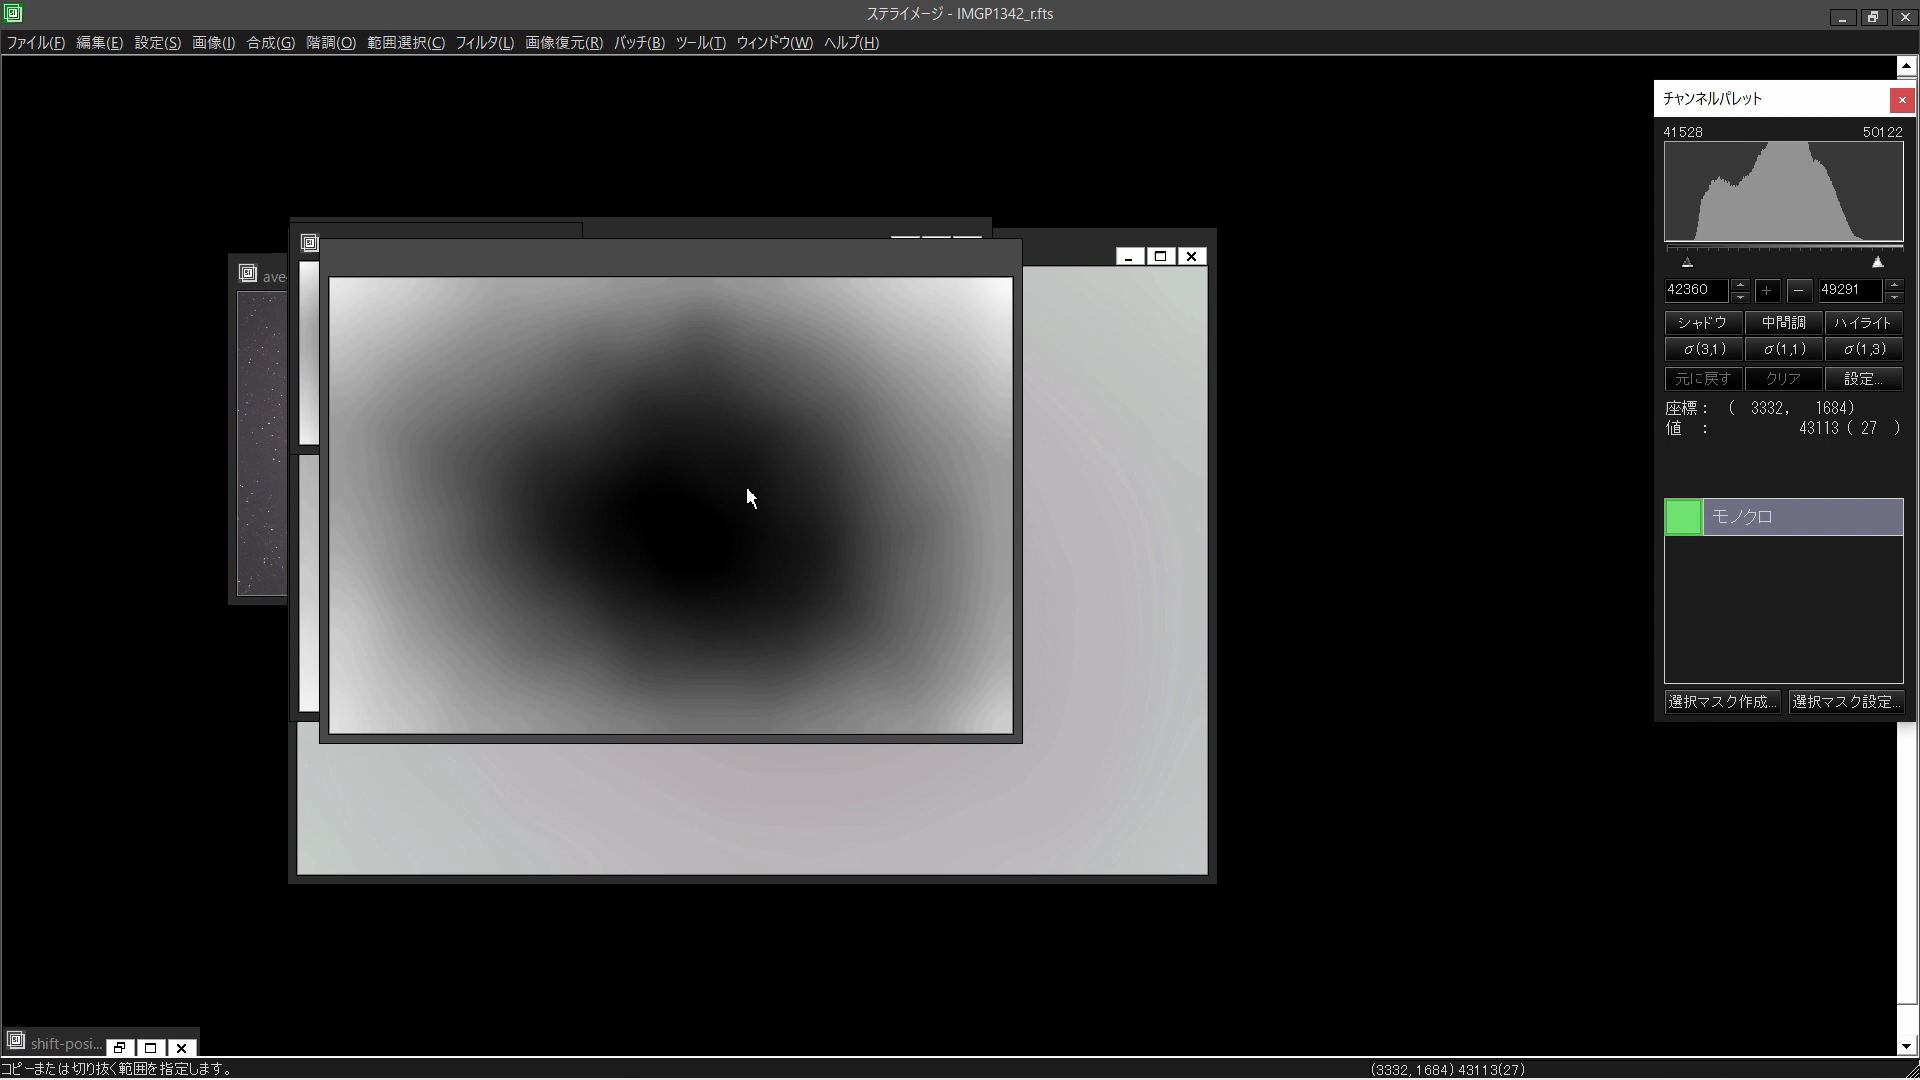 ステライメージ - IMGP1342_r.fts
ファイル(F) 編集(E) 設定(S) 画像(I) 合成(G) 階調(O) 範囲選択(C) フィルタ(L) 画像復元(R) バッチ(B) ツール(T) ウィンドウ(W) ヘルプ(H)
チャンネルパレット
41528 50122
42360 + − 49291
シャドウ 中間調 ハイライト
σ(3,1) σ(1,1) σ(1,3)
元に戻す クリア 設定...
座標： ( 3332, 1684)
値 ： 43113 ( 27 )
モノクロ
選択マスク作成... 選択マスク設定...
ave
shift-posi...
コピーまたは切り抜く範囲を指定します。
(3332, 1684) 43113(27)